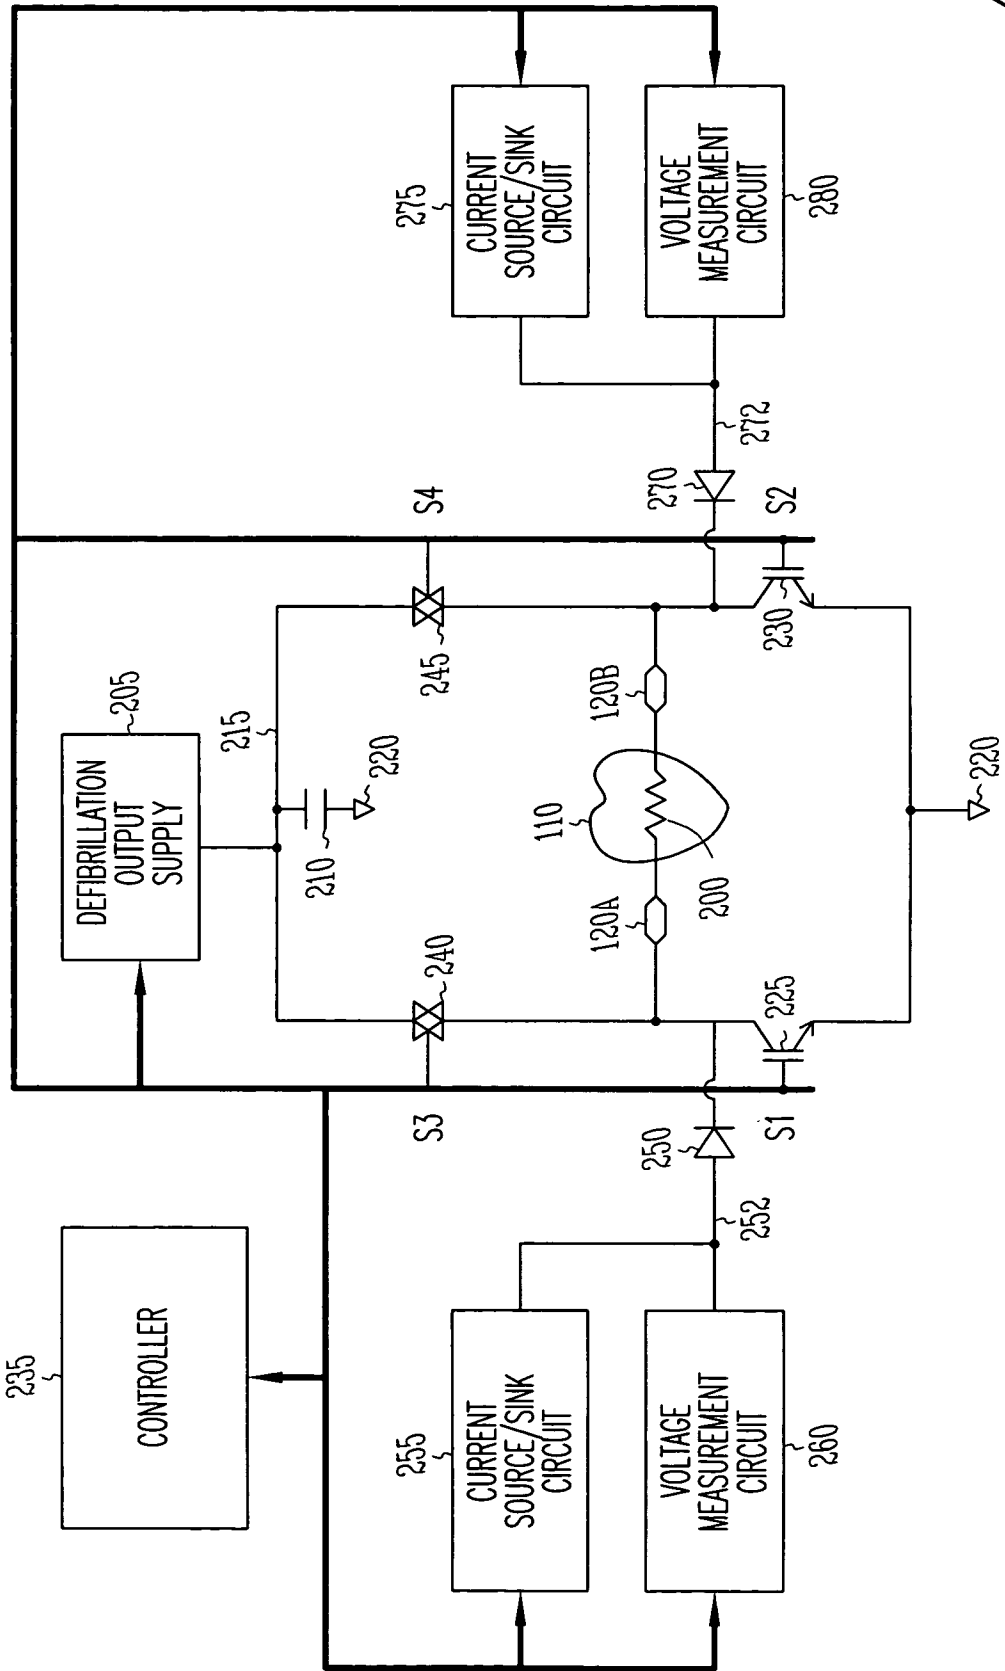 235
CONTROLLER
DEFIBRILLATION
OUTPUT
SUPPLY
205
215
210
220
S3
240
S4
245
255
CURRENT
SOURCE/SINK
CIRCUIT
275
CURRENT
SOURCE/SINK
CIRCUIT
110
120A
120B
200
250
252
270
272
VOLTAGE
MEASUREMENT
CIRCUIT
260
VOLTAGE
MEASUREMENT
CIRCUIT
280
S1
225
230
S2
220